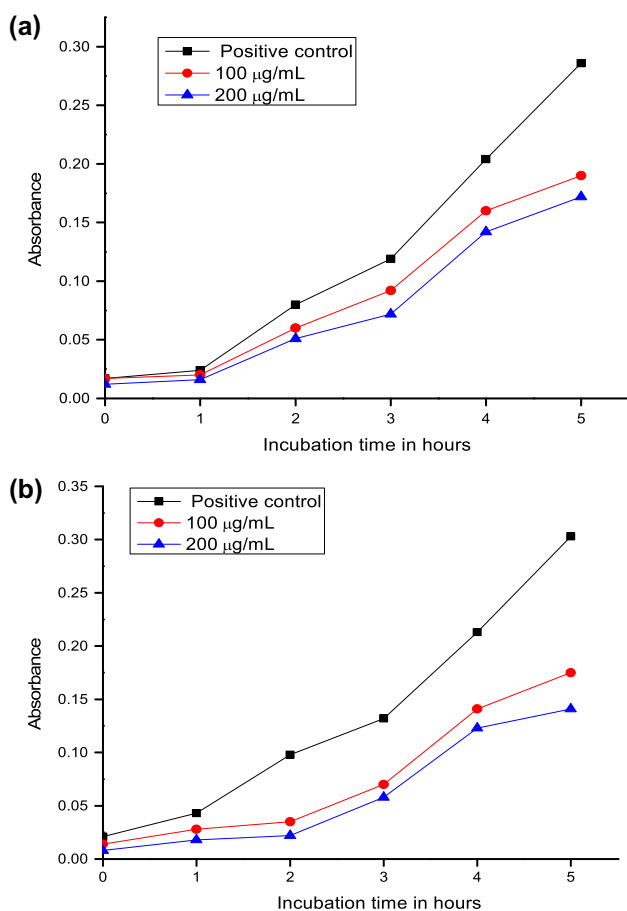 (a)
0.30
0.25
0.20
0.15
0.10
0.05
0.00
Absorbance
Positive control
100 μg/mL
200 μg/mL
0 1 2 3 4 5
Incubation time in hours
(b)
0.35
0.30
0.25
0.20
0.15
0.10
0.05
0.00
Absorbance
Positive control
100 μg/mL
200 μg/mL
0 1 2 3 4 5
Incubation time in hours